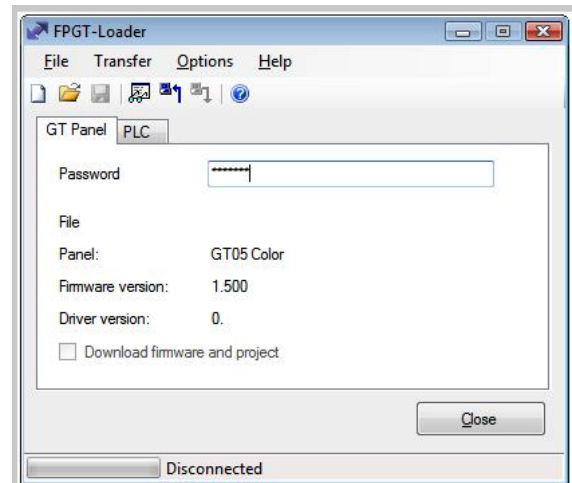 FPGT-Loader
File Transfer Options Help
GT Panel PLC
Password *******
File
Panel: GT05 Color
Firmware version: 1.500
Driver version: 0.
Download firmware and project
Close
Disconnected